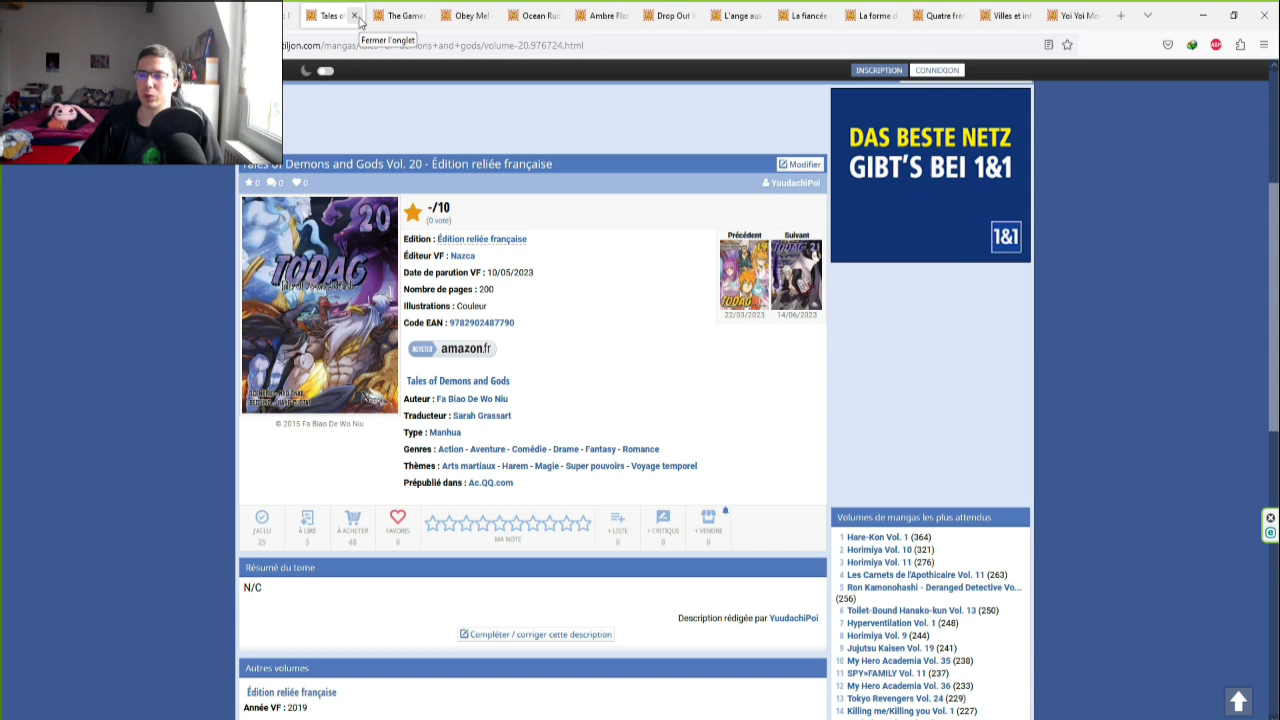 Tales o
The Gamer
Obey Me! -
Ocean Rus
Ambre Flot
Drop Out V
L'ange aux
La fiancée
La forme d
Quatre frè
Villes et inf
Yoi Yoi Mo
Fermer l'onglet
INSCRIPTION
CONNEXION
Tales of Demons and Gods Vol. 20 - Édition reliée française
Modifier
0 0 0
YuudachiPoi
20
TODAG
-/10
(0 vote)
Edition : Édition reliée française
Éditeur VF : Nazca
Date de parution VF : 10/05/2023
Nombre de pages : 200
Illustrations : Couleur
Code EAN : 9782902487790
ACHETER amazon.fr
Précédent
Suivant
22/03/2023
14/06/2023
© 2015 Fa Biao De Wo Niu
Tales of Demons and Gods
Auteur : Fa Biao De Wo Niu
Traducteur : Sarah Grassart
Type : Manhua
Genres : Action - Aventure - Comédie - Drame - Fantasy - Romance
Thèmes : Arts martiaux - Harem - Magie - Super pouvoirs - Voyage temporel
Prépublié dans : Ac.QQ.com
J'AI LU
25
À LIRE
5
À ACHETER
48
FAVORIS
0
MA NOTE
+ LISTE
0
+ CRITIQUE
0
+ VENDRE
0
Résumé du tome
N/C
Description rédigée par YuudachiPoi
Compléter / corriger cette description
Autres volumes
Édition reliée française
Année VF : 2019
DAS BESTE NETZ
GIBT'S BEI 1&1
1&1
Volumes de mangas les plus attendus
1 Hare-Kon Vol. 1 (364)
2 Horimiya Vol. 10 (321)
3 Horimiya Vol. 11 (276)
4 Les Carnets de l'Apothicaire Vol. 11 (263)
5 Ron Kamonohashi - Deranged Detective Vo...
(256)
6 Toilet-Bound Hanako-kun Vol. 13 (250)
7 Hyperventilation Vol. 1 (248)
8 Horimiya Vol. 9 (244)
9 Jujutsu Kaisen Vol. 19 (241)
10 My Hero Academia Vol. 35 (238)
11 SPY×FAMILY Vol. 11 (237)
12 My Hero Academia Vol. 36 (233)
13 Tokyo Revengers Vol. 24 (229)
14 Killing me/Killing you Vol. 1 (227)